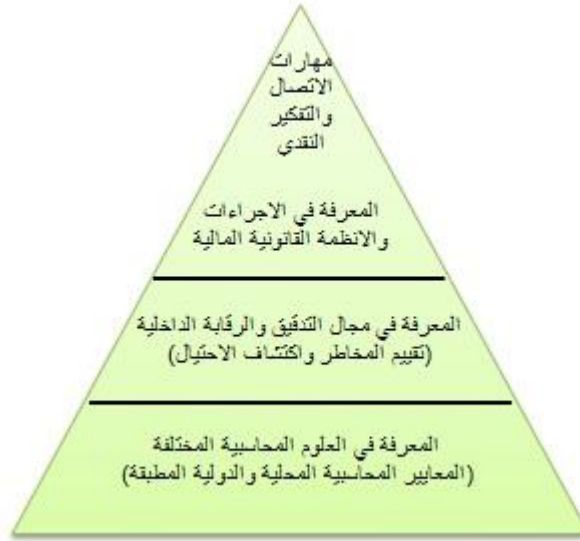 مهارات
الاتصال
والتفكير
النقدي
المعرفة في الاجراءات
والانظمة القانونية المالية
المعرفة في مجال التدقيق والرقابة الداخلية
(تقييم المخاطر واكتشاف الاحتيال)
المعرفة في العلوم المحاسبية المختلفة
(المعايير المحاسبية المحلية والدولية المطبقة)